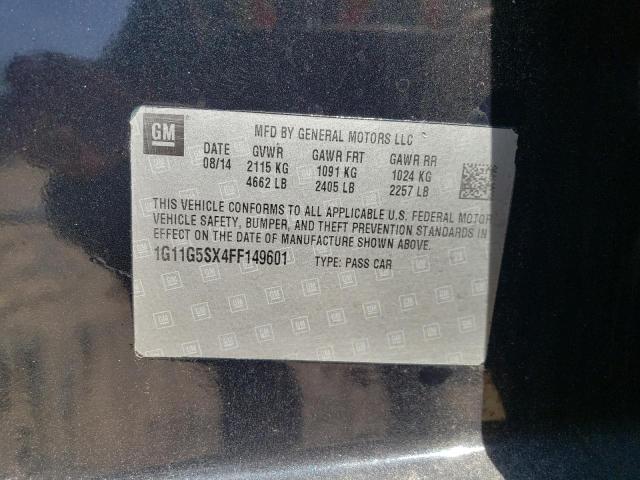 GM
MFD BY GENERAL MOTORS LLC
DATE GVWR GAWR FRT GAWR RR
08/14 2115 KG 1091 KG 1024 KG
4662 LB 2405 LB 2257 LB
THIS VEHICLE CONFORMS TO ALL APPLICABLE U.S. FEDERAL MOTOR
VEHICLE SAFETY, BUMPER, AND THEFT PREVENTION STANDARDS IN
EFFECT ON THE DATE OF MANUFACTURE SHOWN ABOVE.
1G11G5SX4FF149601 TYPE: PASS CAR